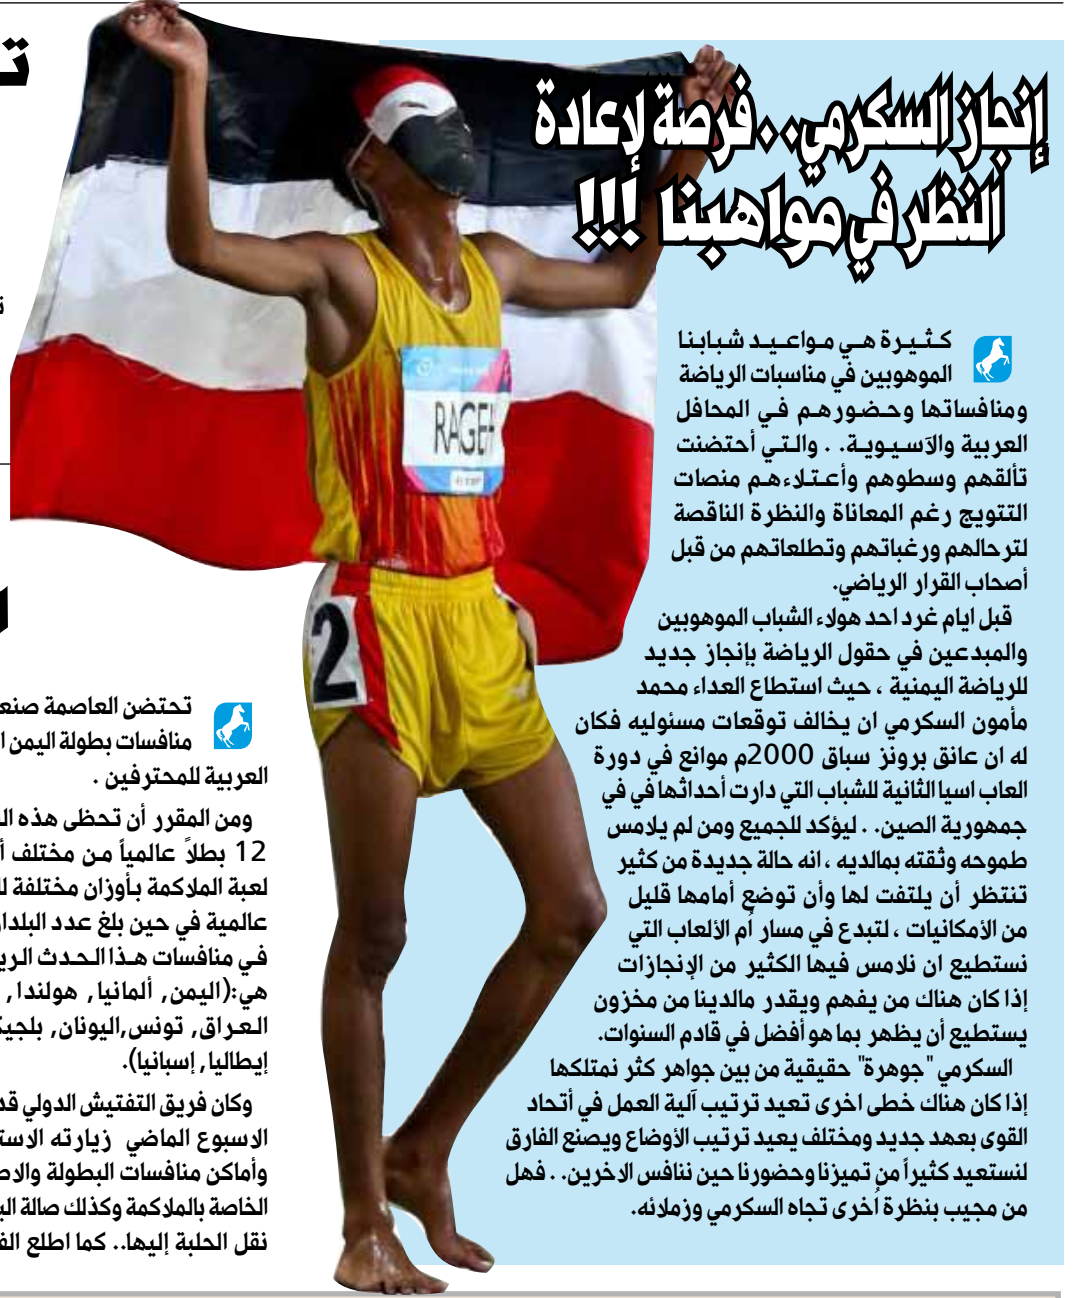 إنجاز السكرمي..فرصة لإعادة
النظر في مواهبنا !!!
كثيرة هي مواعيد شبابنا
الموهوبين في مناسبات الرياضة
ومنافساتها وحضورهم في المحافل
العربية والآسيوية. . والتي أحتضنت
تألقهم وسطوهم وأعتلاءهم منصات
التتويج رغم المعاناة والنظرة الناقصة
لترحالهم ورغباتهم وتطلعاتهم من قبل
أصحاب القرار الرياضي.
قبل ايام غرد احد هولاء الشباب الموهوبين
والمبدعين في حقول الرياضة بإنجاز جديد
للرياضة اليمنية ، حيث استطاع العداء محمد
مأمون السكرمي ان يخالف توقعات مسئوليه فكان
له ان عانق برونز سباق 2000م موانع في دورة
العاب اسيا الثانية للشباب التي دارت أحداثها في في
جمهورية الصين. . ليؤكد للجميع ومن لم يلامس
طموحه وثقته بمالديه ، انه حالة جديدة من كثير
تنتظر أن يلتفت لها وأن توضع أمامها قليل
من الأمكانيات ، لتبدع في مسار أم الألعاب التي
نستطيع ان نلامس فيها الكثير من الإنجازات
إذا كان هناك من يفهم ويقدر مالدينا من مخزون
يستطيع أن يظهر بما هو أفضل في قادم السنوات.
السكرمي "جوهرة" حقيقية من بين جواهر كثر نمتلكها
إذا كان هناك خطى اخرى تعيد ترتيب آلية العمل في أتحاد
القوى بعهد جديد ومختلف يعيد ترتيب الأوضاع ويصنع الفارق
لنستعيد كثيراً من تميزنا وحضورنا حين ننافس الاخرين. . فهل
من مجيب بنظرة أخرى تجاه السكرمي وزملائه.
RAGEH
2
تحتضن العاصمة صنع
منافسات بطولة اليمن ا
العربية للمحترفين .
ومن المقرر أن تحظى هذه ال
12 بطلاً عالمياً من مختلف أ
لعبة الملاكمة بأوزان مختلفة لل
عالمية في حين بلغ عدد البلدا
في منافسات هذا الحدث الري
هي:(اليمن, ألمانيا, هولندا,
العراق, تونس,اليونان, بلجيك
إيطاليا, إسبانيا).
وكان فريق التفتيش الدولي قد
الاسبوع الماضي زيارته الاست
وأماكن منافسات البطولة والاص
الخاصة بالملاكمة وكذلك صالة الب
نقل الحلبة إليها.. كما اطلع الف